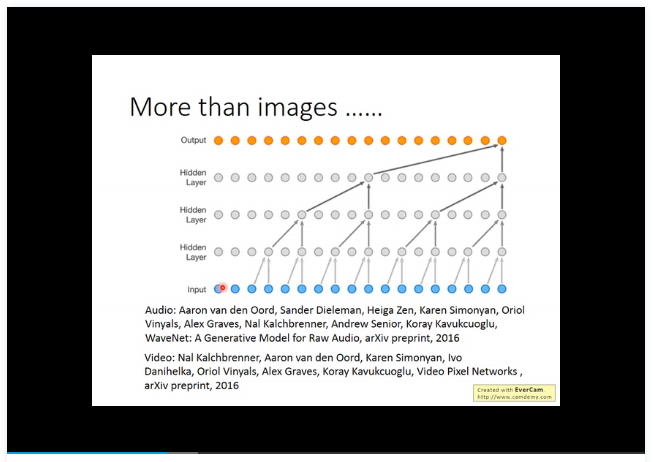 More than images ……
Output
Hidden
Layer
Hidden
Layer
Hidden
Layer
Input
Audio: Aaron van den Oord, Sander Dieleman, Heiga Zen, Karen Simonyan, Oriol
Vinyals, Alex Graves, Nal Kalchbrenner, Andrew Senior, Koray Kavukcuoglu,
WaveNet: A Generative Model for Raw Audio, arXiv preprint, 2016
Video: Nal Kalchbrenner, Aaron van den Oord, Karen Simonyan, Ivo
Danihelka, Oriol Vinyals, Alex Graves, Koray Kavukcuoglu, Video Pixel Networks ,
arXiv preprint, 2016
Created with EverCam.
http://www.camdemy.com